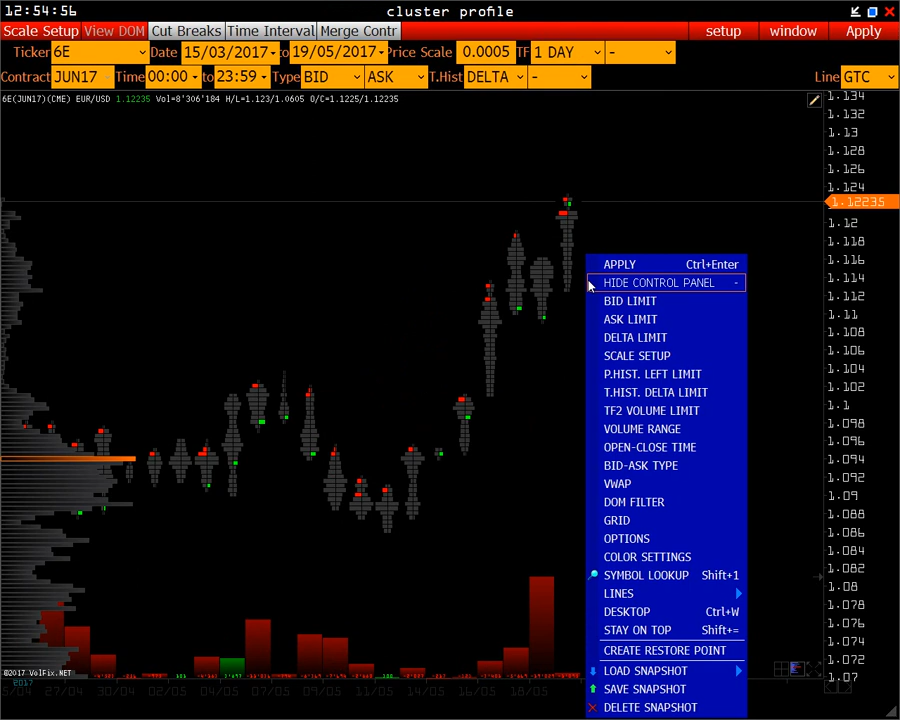 12:54:56 cluster profile
Scale Setup View DOM Cut Breaks Time Interval Merge Contr setup window Apply
Ticker 6E Date 15/03/2017 to 19/05/2017 Price Scale 0.0005 TF 1 DAY -
Contract JUN17 Time 00:00 to 23:59 Type BID ASK T.Hist DELTA - Line GTC
6E(JUN17)(CME) EUR/USD 1.12235 Vol=8'306'184 H/L=1.123/1.0605 O/C=1.1225/1.12235
1.134
1.132
1.13
1.128
1.126
1.124
1.12235
1.12
1.118
1.116
1.114
1.112
1.11
1.108
1.106
1.104
1.102
1.1
1.098
1.096
1.094
1.092
1.09
1.088
1.086
1.084
1.082
1.08
1.078
1.076
1.074
1.072
1.07
APPLY Ctrl+Enter
HIDE CONTROL PANEL -
BID LIMIT
ASK LIMIT
DELTA LIMIT
SCALE SETUP
P.HIST. LEFT LIMIT
T.HIST. DELTA LIMIT
TF2 VOLUME LIMIT
VOLUME RANGE
OPEN-CLOSE TIME
BID-ASK TYPE
VWAP
DOM FILTER
GRID
OPTIONS
COLOR SETTINGS
SYMBOL LOOKUP Shift+1
LINES
DESKTOP Ctrl+W
STAY ON TOP Shift+=
CREATE RESTORE POINT
LOAD SNAPSHOT
SAVE SNAPSHOT
DELETE SNAPSHOT
©2017 VolFix.NET
2017
27/04 30/04 02/05 04/05 07/05 09/05 11/05 14/05 16/05 18/05